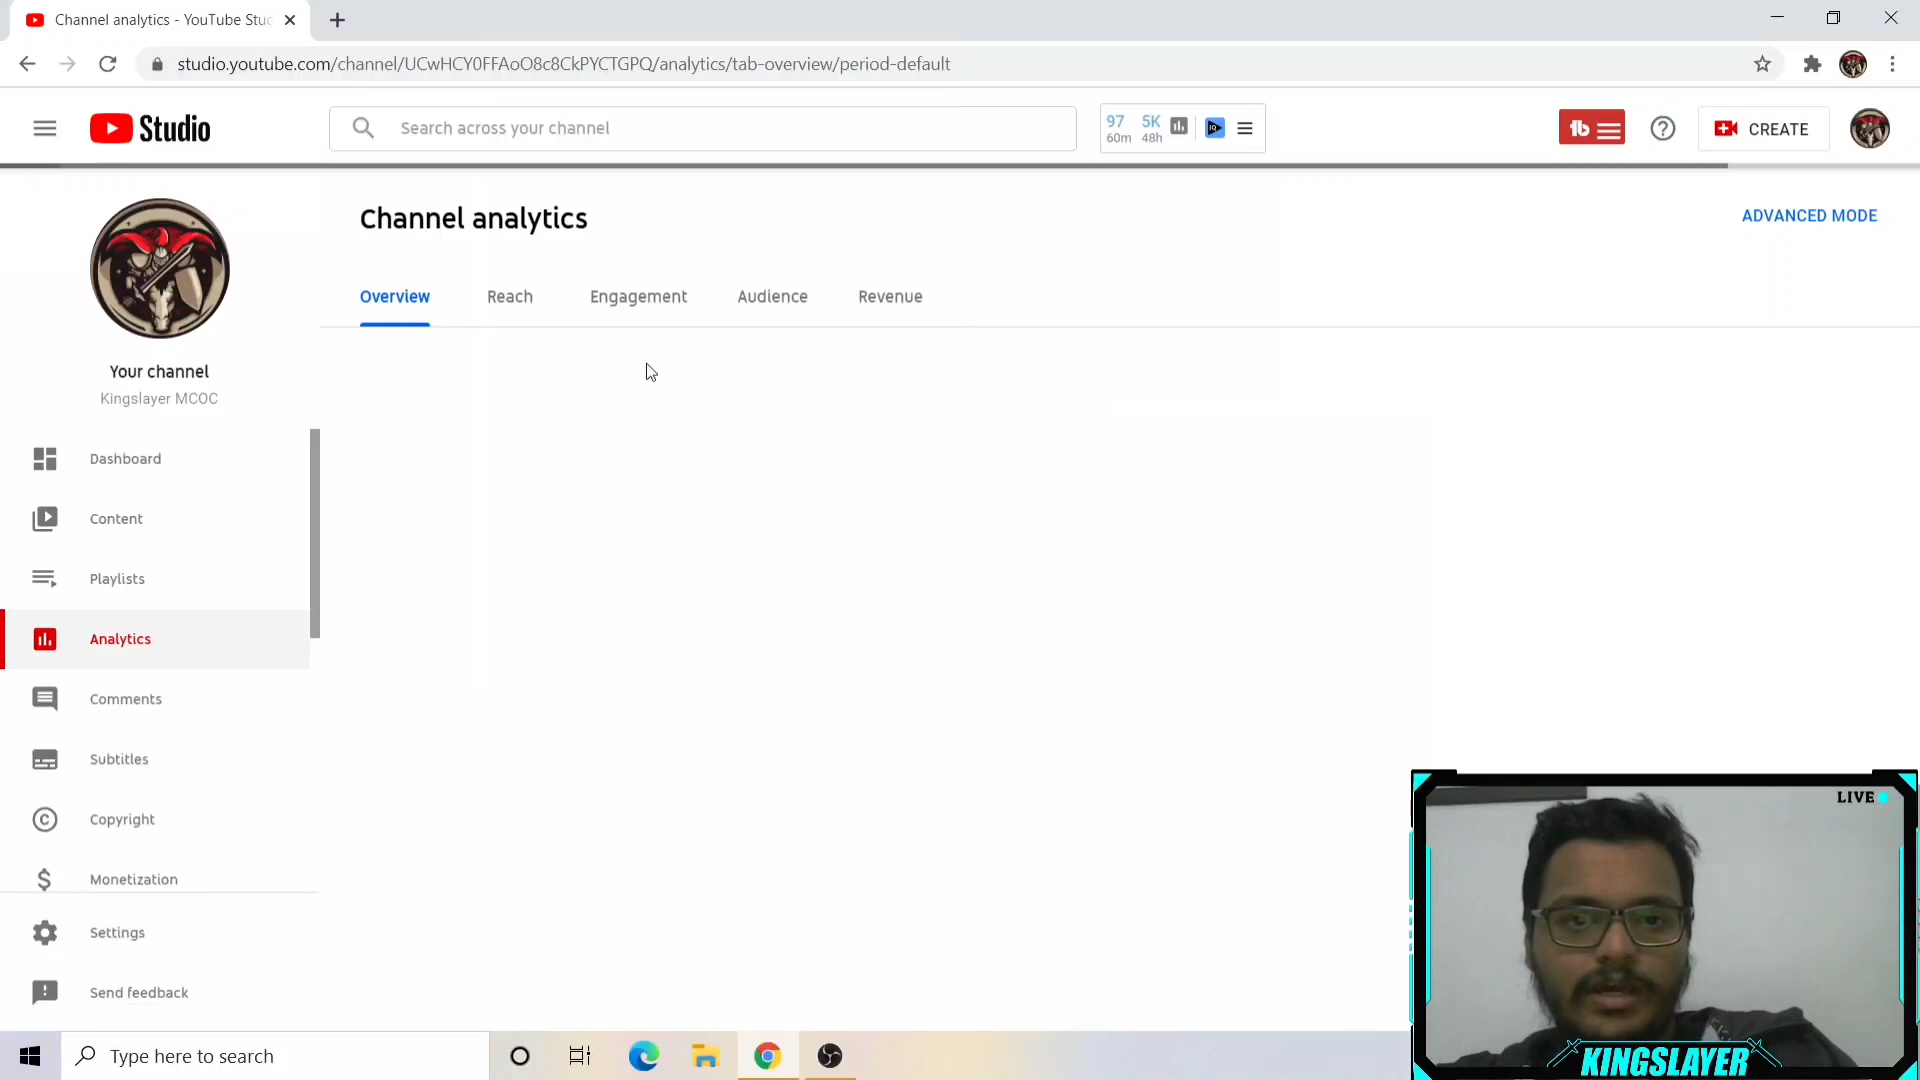 Channel analytics - YouTube Stu
studio.youtube.com/channel/UCwHCY0FFAoO8c8CkPYCTGPQ/analytics/tab-overview/period-default
Studio
Search across your channel
97 5K
60m 48h
CREATE
Channel analytics
ADVANCED MODE
Overview Reach Engagement Audience Revenue
Your channel
Kingslayer MCOC
Dashboard
Content
Playlists
Analytics
Comments
Subtitles
Copyright
Monetization
Settings
Send feedback
LIVE
KINGSLAYER
Type here to search